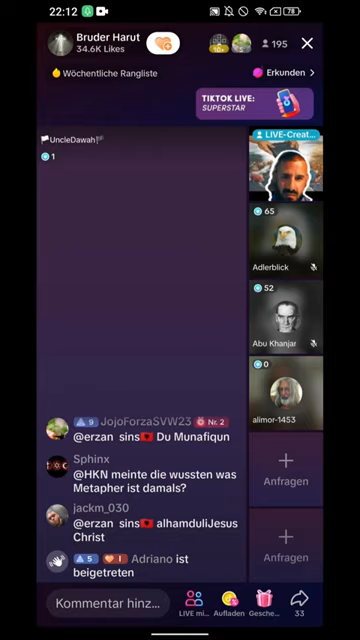 22:12
78
Bruder Harut
34.6K Likes
10+
195
Wöchentliche Rangliste
Erkunden
TIKTOK LIVE:
SUPERSTAR
🏳UncleDawah🏴
1
LIVE-Creat...
65
Adlerblick
52
Abu Khanjar
0
alimor-1453
9 JojoForzaSVW23 Nr. 2
@erzan sins🇦🇱 Du Munafiqun
Sphinx
@HKN meinte die wussten was
Metapher ist damals?
jackm_030
@erzan sins🇦🇱 alhamduliJesus
Christ
5 I Adriano ist
beigetreten
Anfragen
Anfragen
Kommentar hinz...
LIVE mi...
Aufladen
Gesche...
33